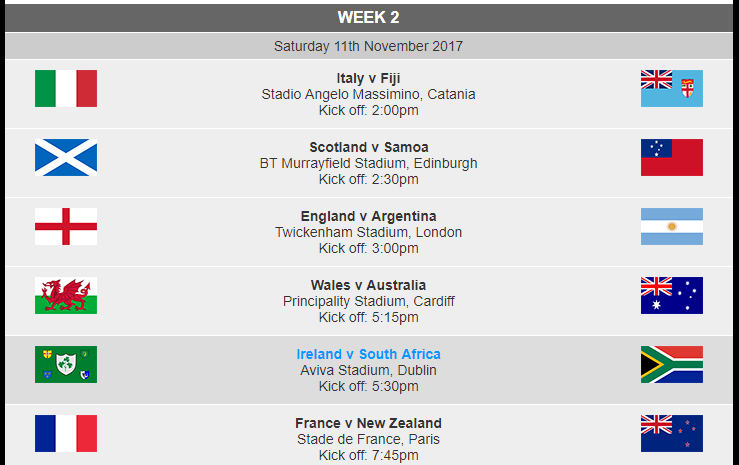 WEEK 2
Saturday 11th November 2017
Italy v Fiji
Stadio Angelo Massimino, Catania
Kick off: 2:00pm
Scotland v Samoa
BT Murrayfield Stadium, Edinburgh
Kick off: 2:30pm
England v Argentina
Twickenham Stadium, London
Kick off: 3:00pm
Wales v Australia
Principality Stadium, Cardiff
Kick off: 5:15pm
Ireland v South Africa
Aviva Stadium, Dublin
Kick off: 5:30pm
France v New Zealand
Stade de France, Paris
Kick off: 7:45pm